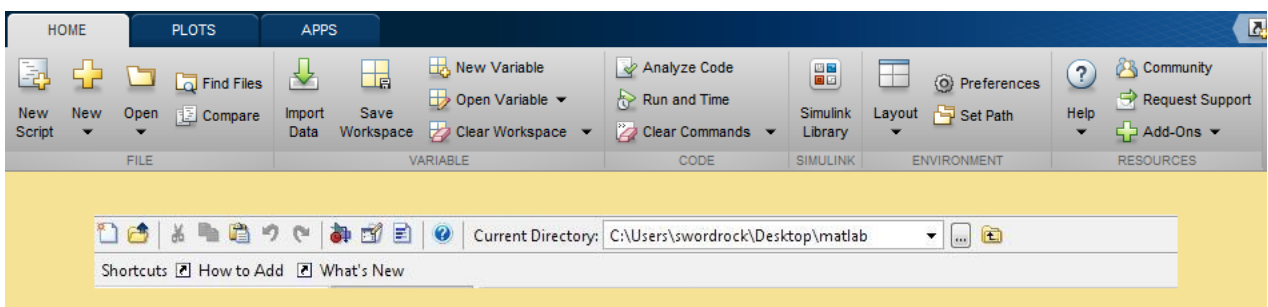 HOME PLOTS APPS
New Script
New
Open
Find Files
Compare
FILE
Import Data
Save Workspace
New Variable
Open Variable
Clear Workspace
VARIABLE
Analyze Code
Run and Time
Clear Commands
CODE
Simulink Library
SIMULINK
Layout
Preferences
Set Path
ENVIRONMENT
Help
Community
Request Support
Add-Ons
RESOURCES
Current Directory: C:\Users\swordrock\Desktop\matlab ...
Shortcuts How to Add What's New